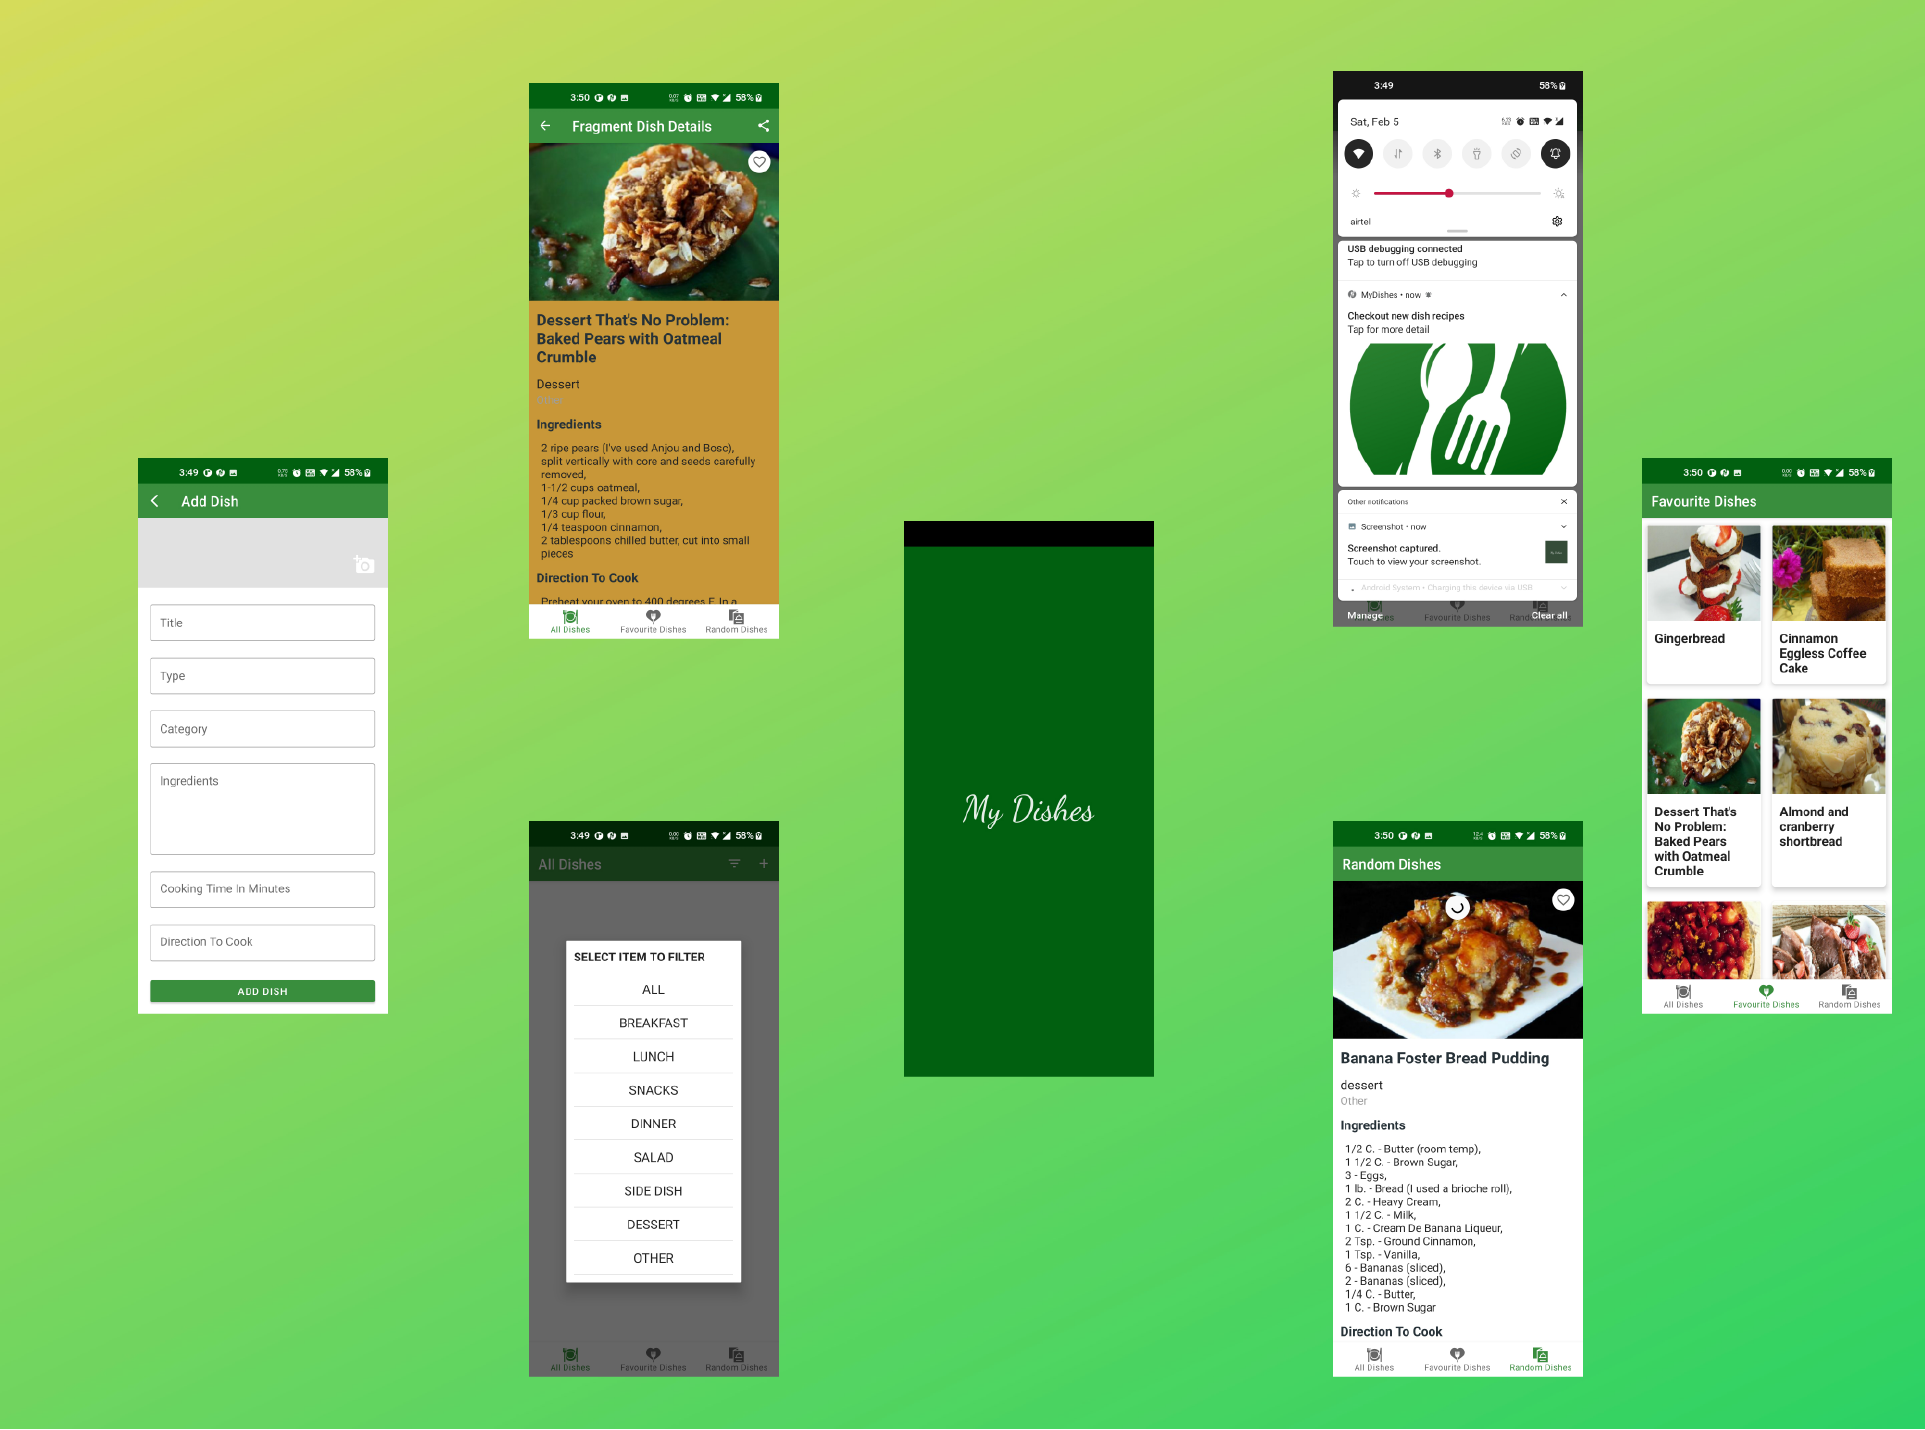 3:49
58%
Add Dish
Title
Type
Category
Ingredients
Cooking Time In Minutes
Direction To Cook
ADD DISH
3:50
58%
Fragment Dish Details
Dessert That's No Problem:
Baked Pears with Oatmeal
Crumble
Dessert
Ingredients
2 ripe pears (I've used Anjou and Bosc),
split vertically with core and seeds carefully
removed,
1-1/2 cups oatmeal,
1/4 cup packed brown sugar,
1/3 cup flour,
1/4 teaspoon cinnamon,
2 tablespoons chilled butter, cut into small
pieces
Direction To Cook
Preheat your oven to 400 degrees F. In a
All Dishes
Favourite Dishes
Random Dishes
3:49
58%
All Dishes
SELECT ITEM TO FILTER
ALL
BREAKFAST
LUNCH
SNACKS
DINNER
SALAD
SIDE DISH
DESSERT
OTHER
All Dishes
Favourite Dishes
Random Dishes
My Dishes
3:49
58%
Sat, Feb 5
airtel
USB debugging connected
Tap to turn off USB debugging
MyDishes • now
Checkout new dish recipes
Tap for more detail
Other notifications
Screenshot • now
Screenshot captured.
Touch to view your screenshot.
Android System • Charging this device via USB
Manage
Favourite Dishes
Clear all
3:50
58%
Random Dishes
Banana Foster Bread Pudding
dessert
Other
Ingredients
1/2 C. - Butter (room temp),
1 1/2 C. - Brown Sugar,
3 - Eggs,
1 lb. - Bread (I used a brioche roll),
2 C. - Heavy Cream,
1 1/2 C. - Milk,
1 C. - Cream De Banana Liqueur,
2 Tsp. - Ground Cinnamon,
1 Tsp. - Vanilla,
6 - Bananas (sliced),
2 - Bananas (sliced),
1/4 C. - Butter,
1 C. - Brown Sugar
Direction To Cook
All Dishes
Favourite Dishes
Random Dishes
3:50
58%
Favourite Dishes
Gingerbread
Cinnamon
Eggless Coffee
Cake
Dessert That's
No Problem:
Baked Pears
with Oatmeal
Crumble
Almond and
cranberry
shortbread
All Dishes
Favourite Dishes
Random Dishes